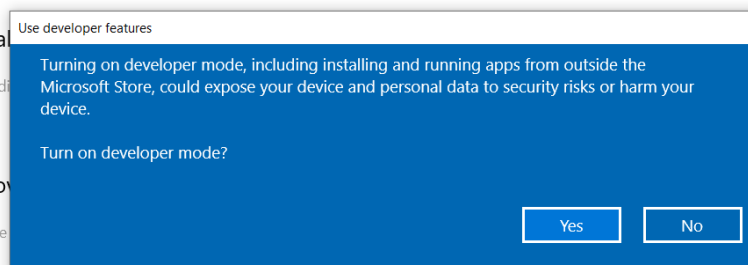 Use developer features
Turning on developer mode, including installing and running apps from outside the
Microsoft Store, could expose your device and personal data to security risks or harm your
device.
Turn on developer mode?
Yes
No